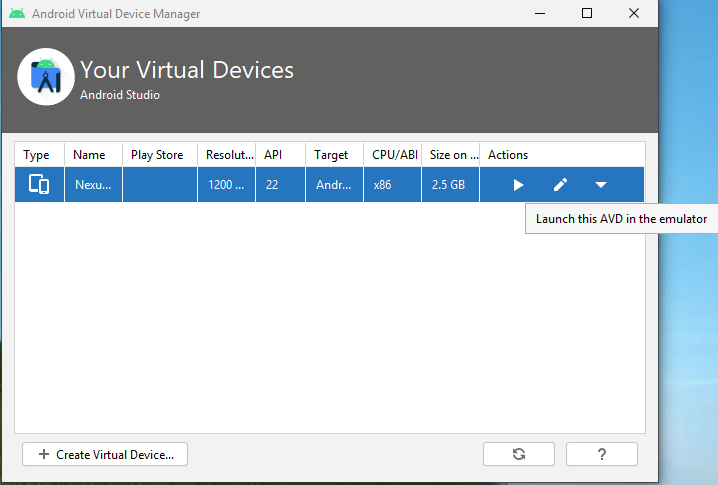 Android Virtual Device Manager
Your Virtual Devices
Android Studio
Type Name Play Store Resolut... API Target CPU/ABI Size on ... Actions
Nexu... 1200 ... 22 Andr... x86 2.5 GB
Launch this AVD in the emulator
+ Create Virtual Device... ?